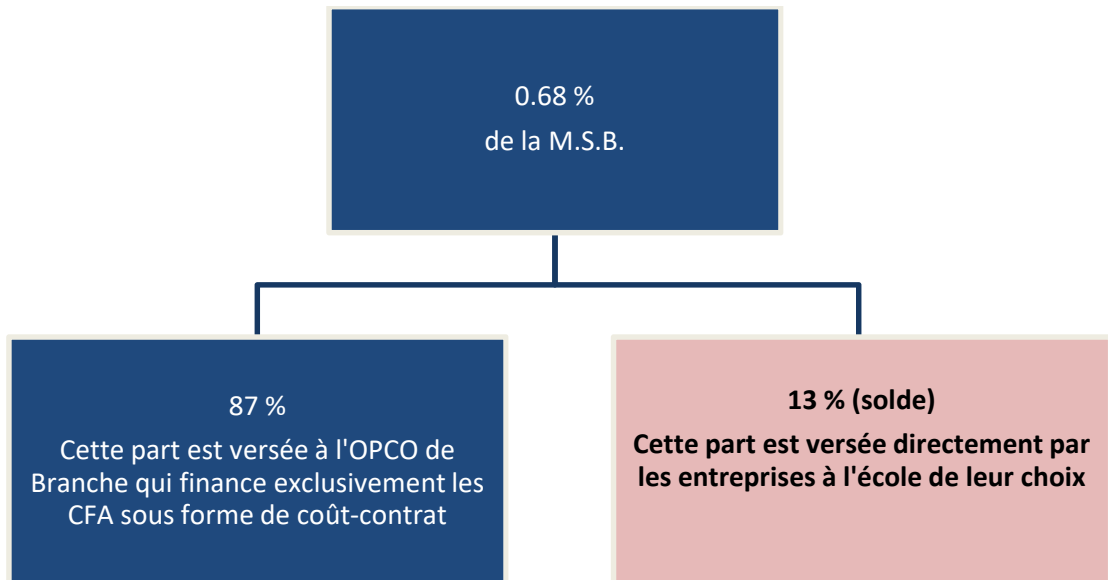 0.68 %
de la M.S.B.
87 %
Cette part est versée à l'OPCO de
Branche qui finance exclusivement les
CFA sous forme de coût-contrat
13 % (solde)
Cette part est versée directement par
les entreprises à l'école de leur choix